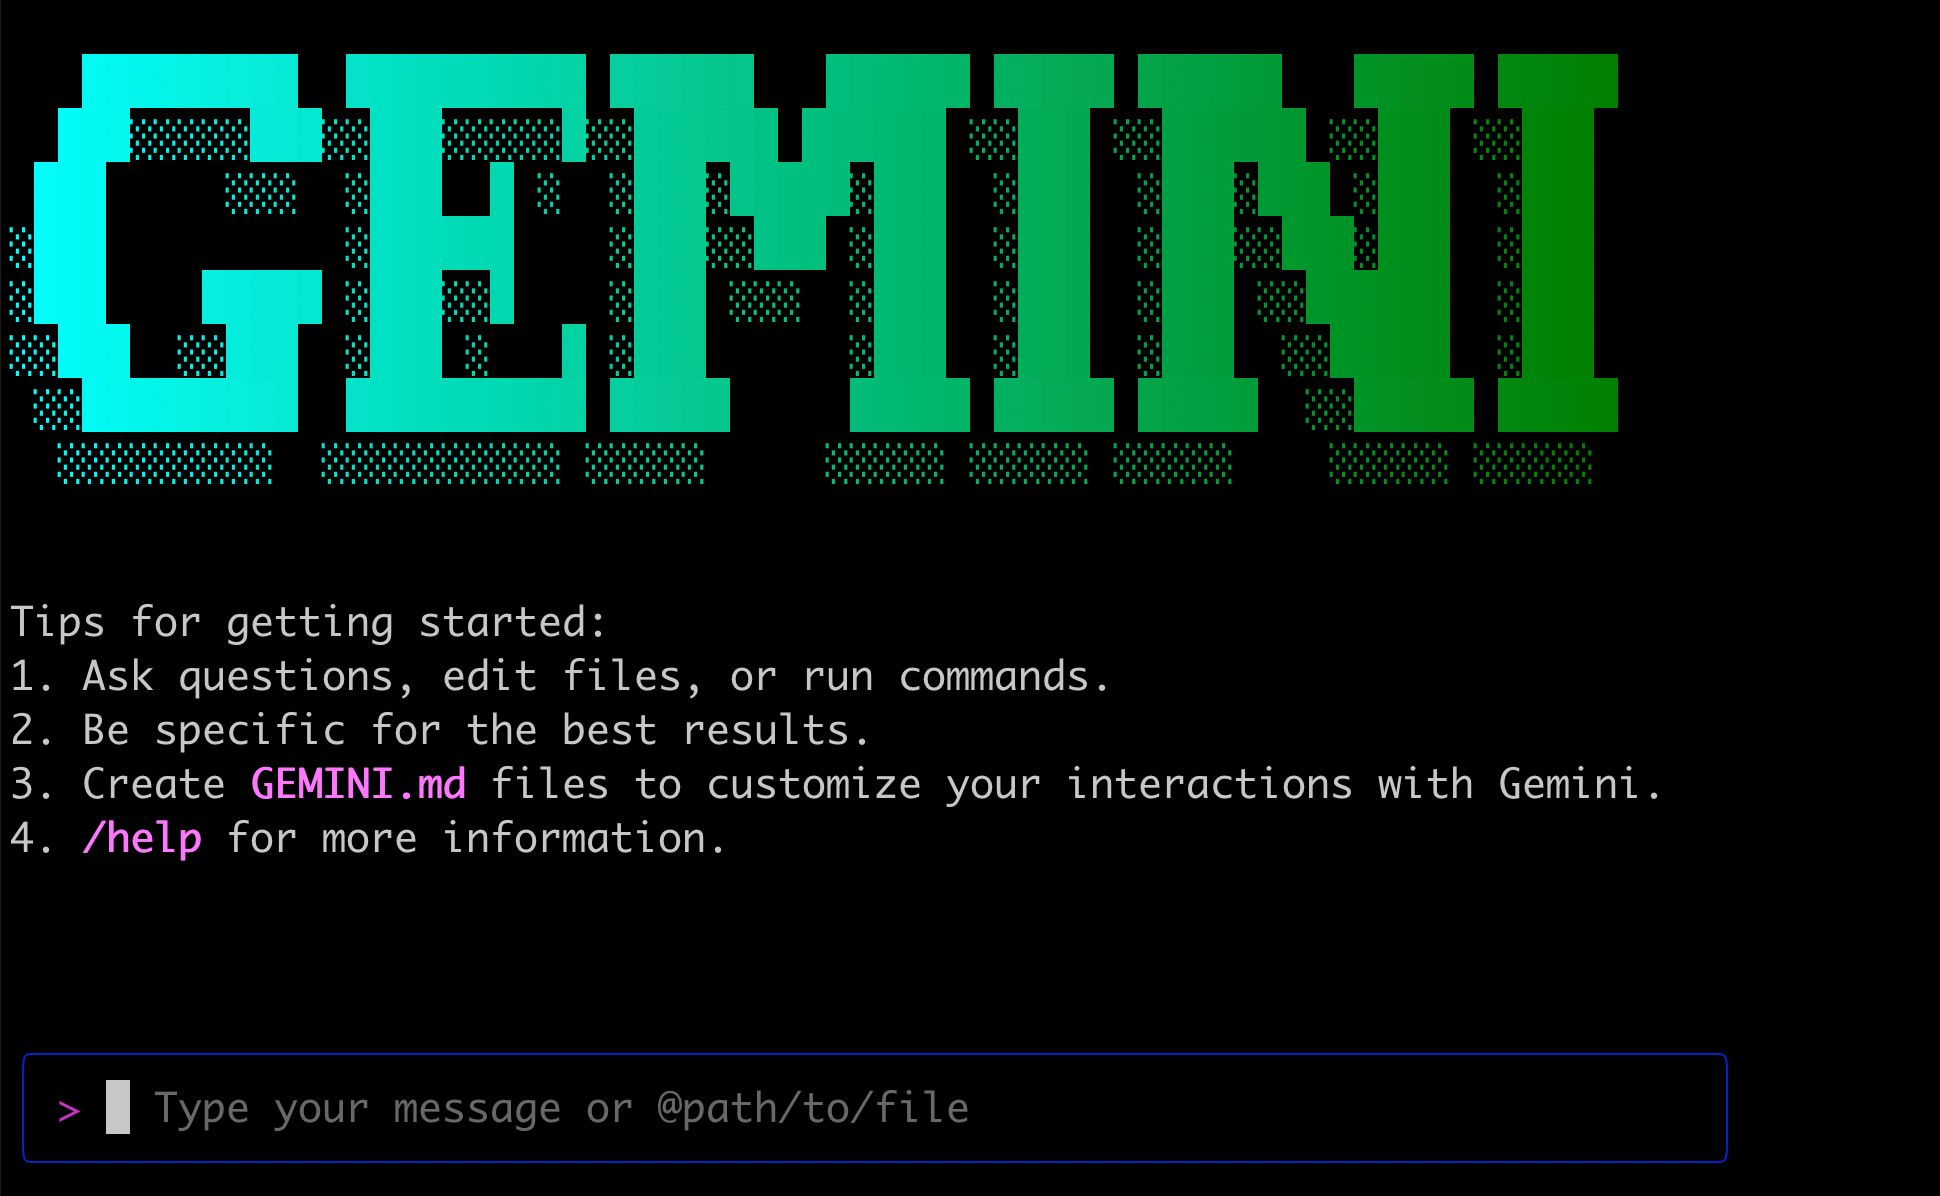 GEMINI
Tips for getting started:
1. Ask questions, edit files, or run commands.
2. Be specific for the best results.
3. Create GEMINI.md files to customize your interactions with Gemini.
4. /help for more information.
> Type your message or @path/to/file